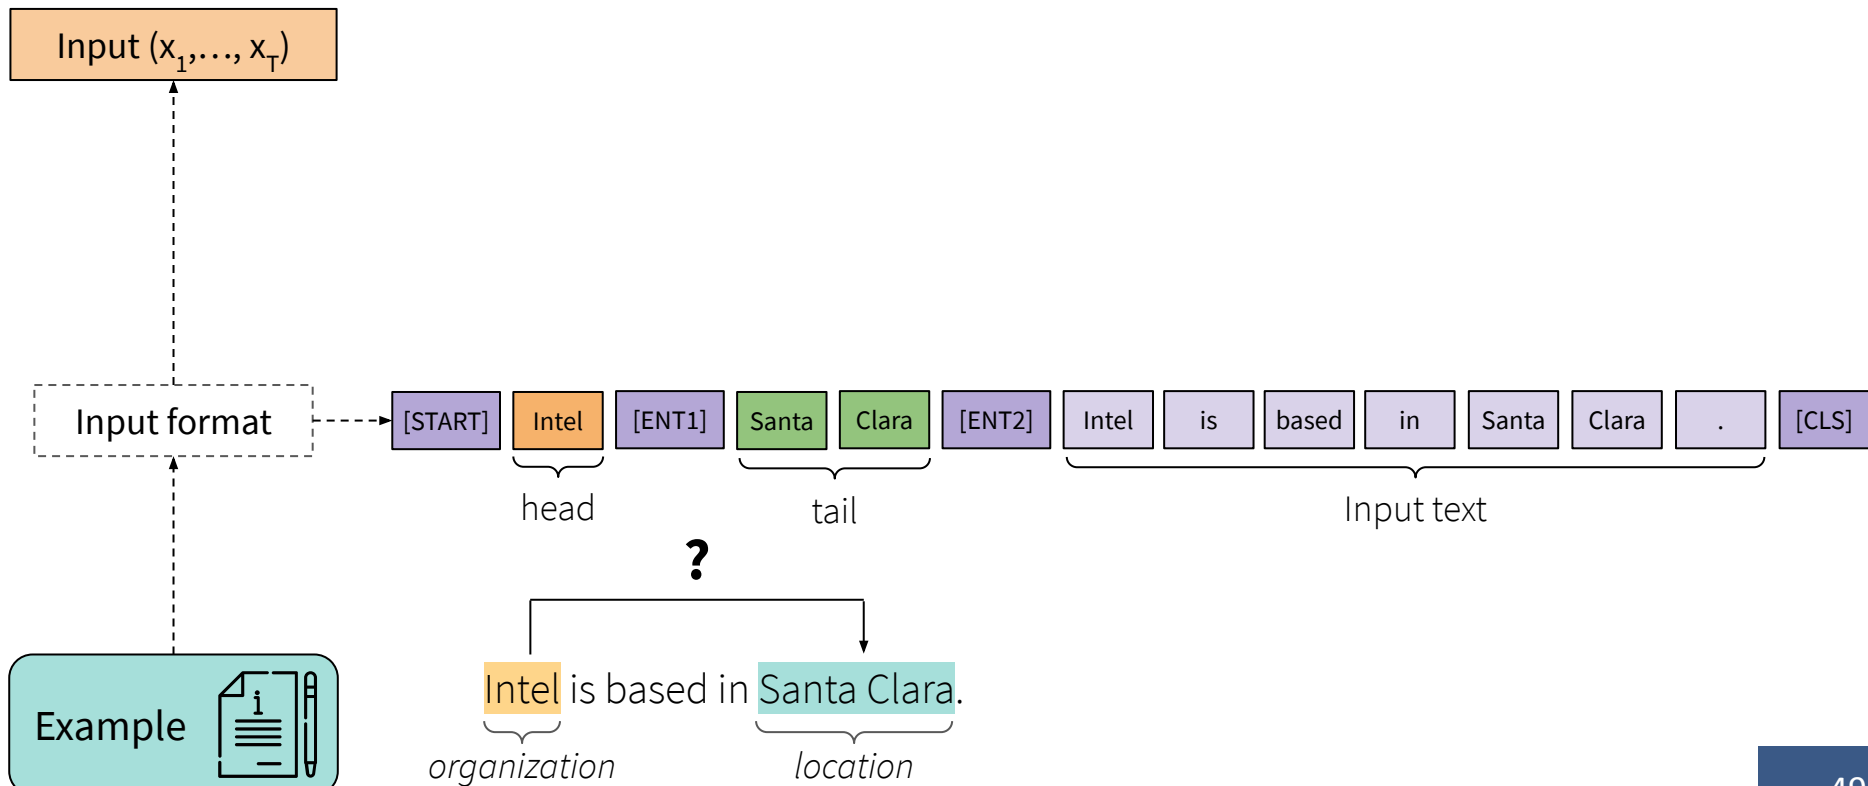 Input (x1,…, xT)
Input format
[START] Intel [ENT1] Santa Clara [ENT2] Intel is based in Santa Clara . [CLS]
head tail Input text
?
Intel is based in Santa Clara.
organization location
Example
i